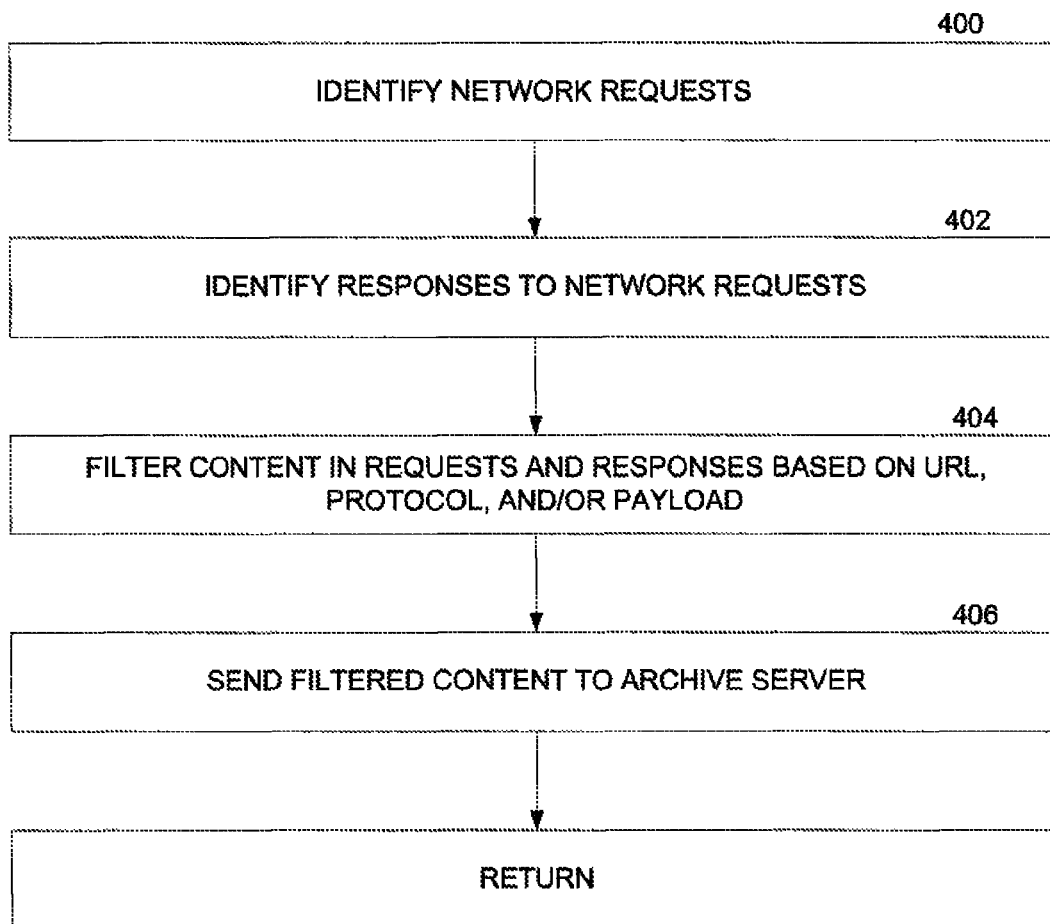 400
IDENTIFY NETWORK REQUESTS
402
IDENTIFY RESPONSES TO NETWORK REQUESTS
404
FILTER CONTENT IN REQUESTS AND RESPONSES BASED ON URL,
PROTOCOL, AND/OR PAYLOAD
406
SEND FILTERED CONTENT TO ARCHIVE SERVER
RETURN